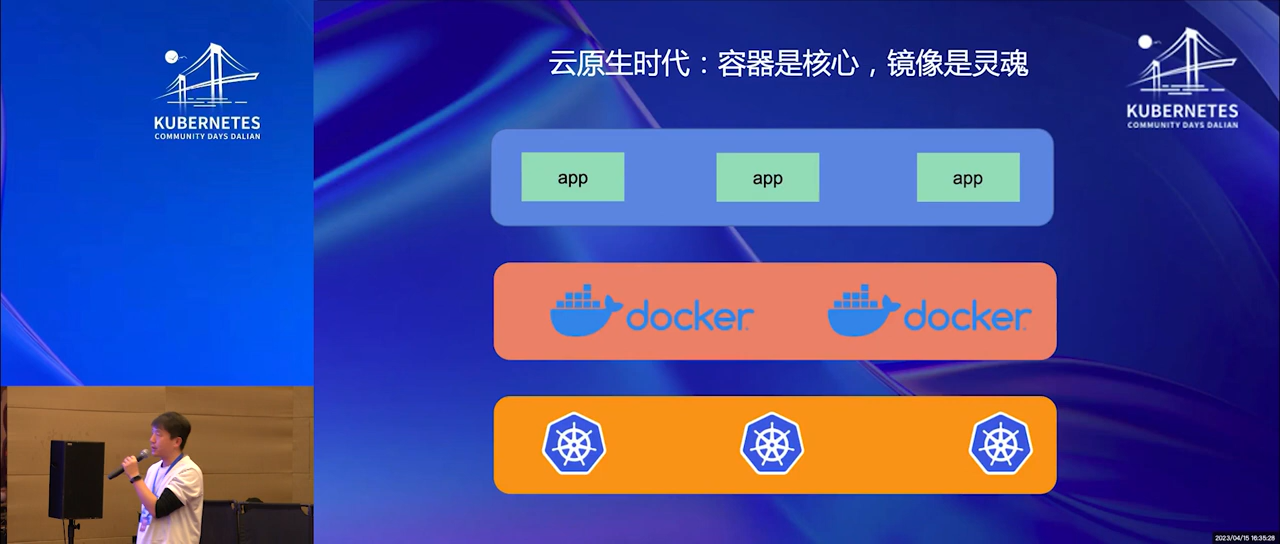 KUBERNETES
COMMUNITY DAYS DALIAN
云原生时代：容器是核心，镜像是灵魂
KUBERNETES
COMMUNITY DAYS DALIAN
app app app
docker docker
2023/04/15 16:35:28